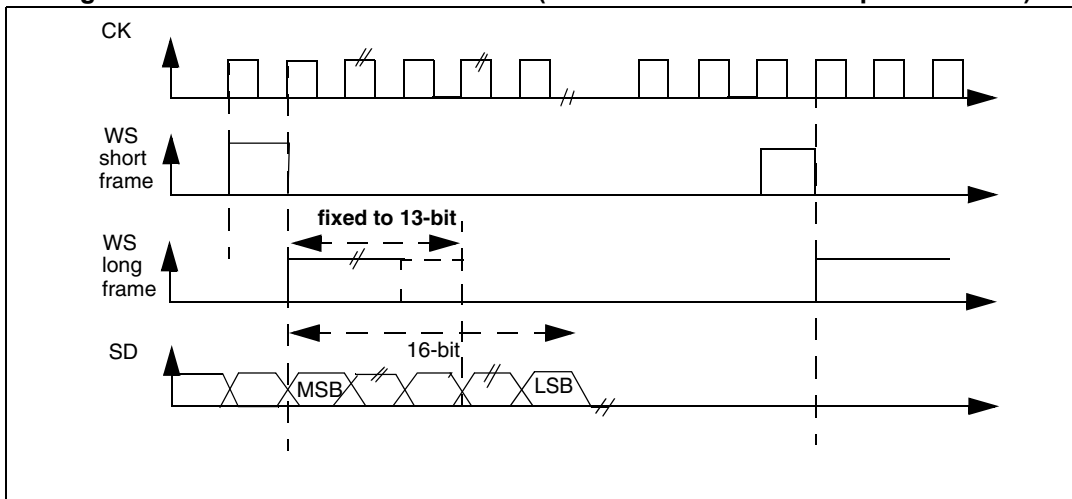 CK
WS
short
frame
fixed to 13-bit
WS
long
frame
16-bit
SD
MSB
LSB